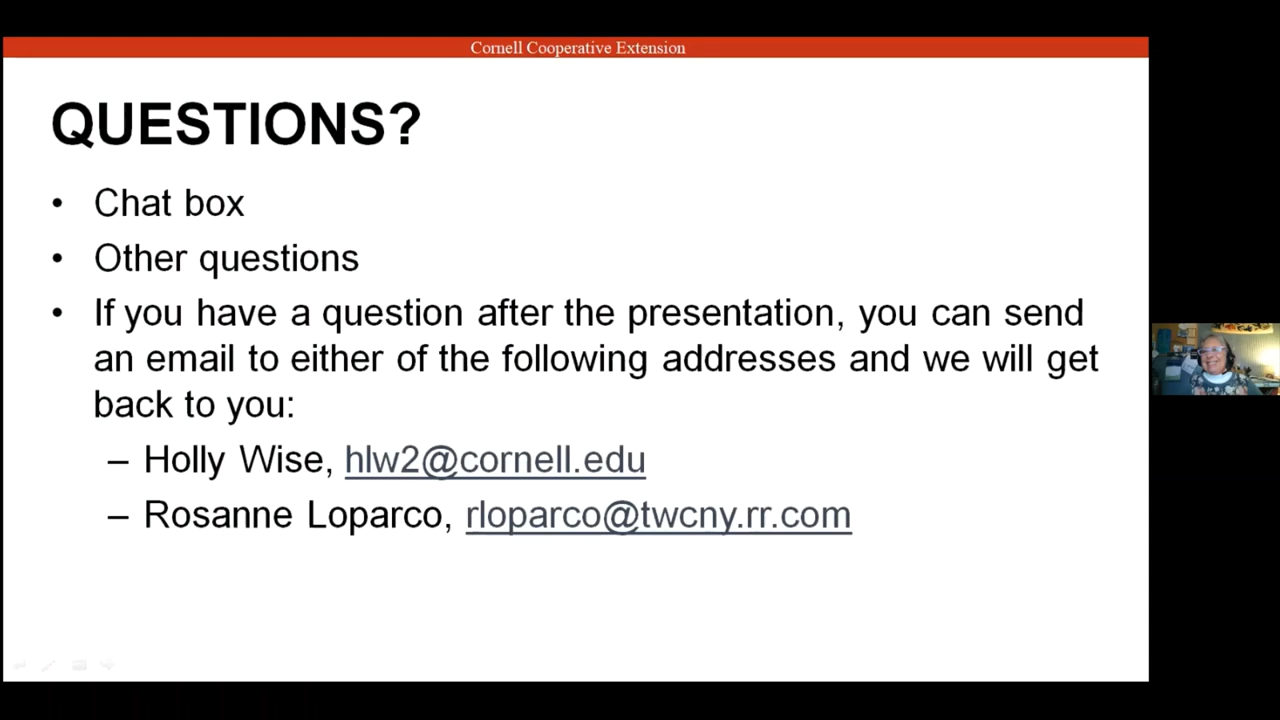 Cornell Cooperative Extension
QUESTIONS?
• Chat box
• Other questions
• If you have a question after the presentation, you can send
an email to either of the following addresses and we will get
back to you:
– Holly Wise, hlw2@cornell.edu
– Rosanne Loparco, rloparco@twcny.rr.com